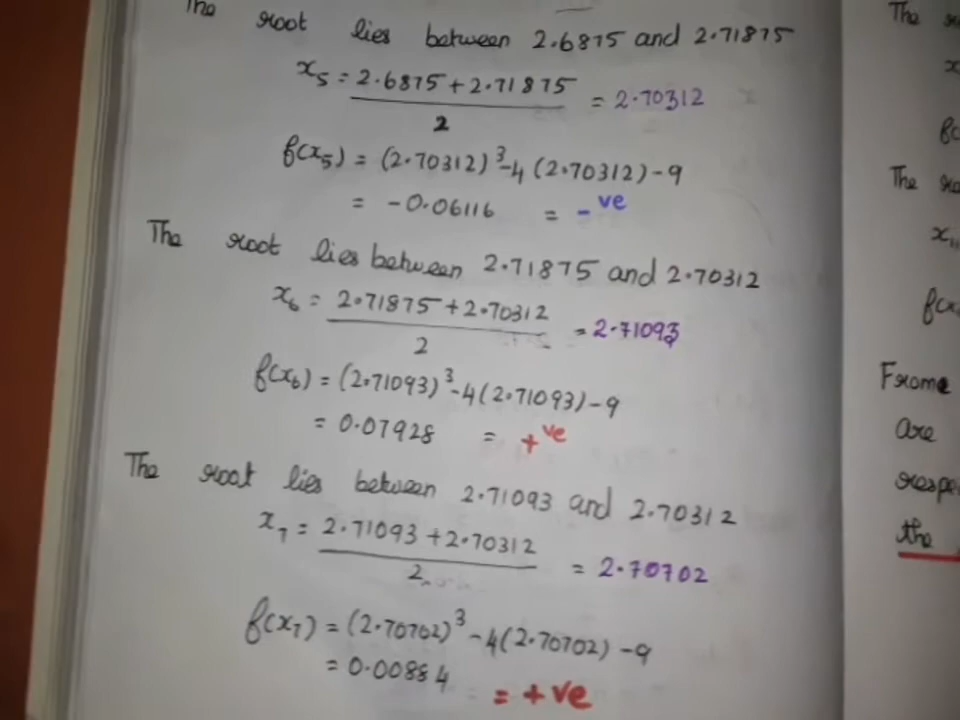 The root lies between 2.6875 and 2.71875
x₅ = (2.6875 + 2.71875) / 2 = 2.70312
f(x₅) = (2.70312)³ - 4 (2.70312) - 9
= -0.06116 = -ve
The root lies between 2.71875 and 2.70312
x₆ = (2.71875 + 2.70312) / 2 = 2.71093
f(x₆) = (2.71093)³ - 4 (2.71093) - 9
= 0.07928 = +ve
The root lies between 2.71093 and 2.70312
x₇ = (2.71093 + 2.70312) / 2 = 2.70702
f(x₇) = (2.70702)³ - 4 (2.70702) - 9
= 0.00884 = +ve
The
The
Frome
are
the